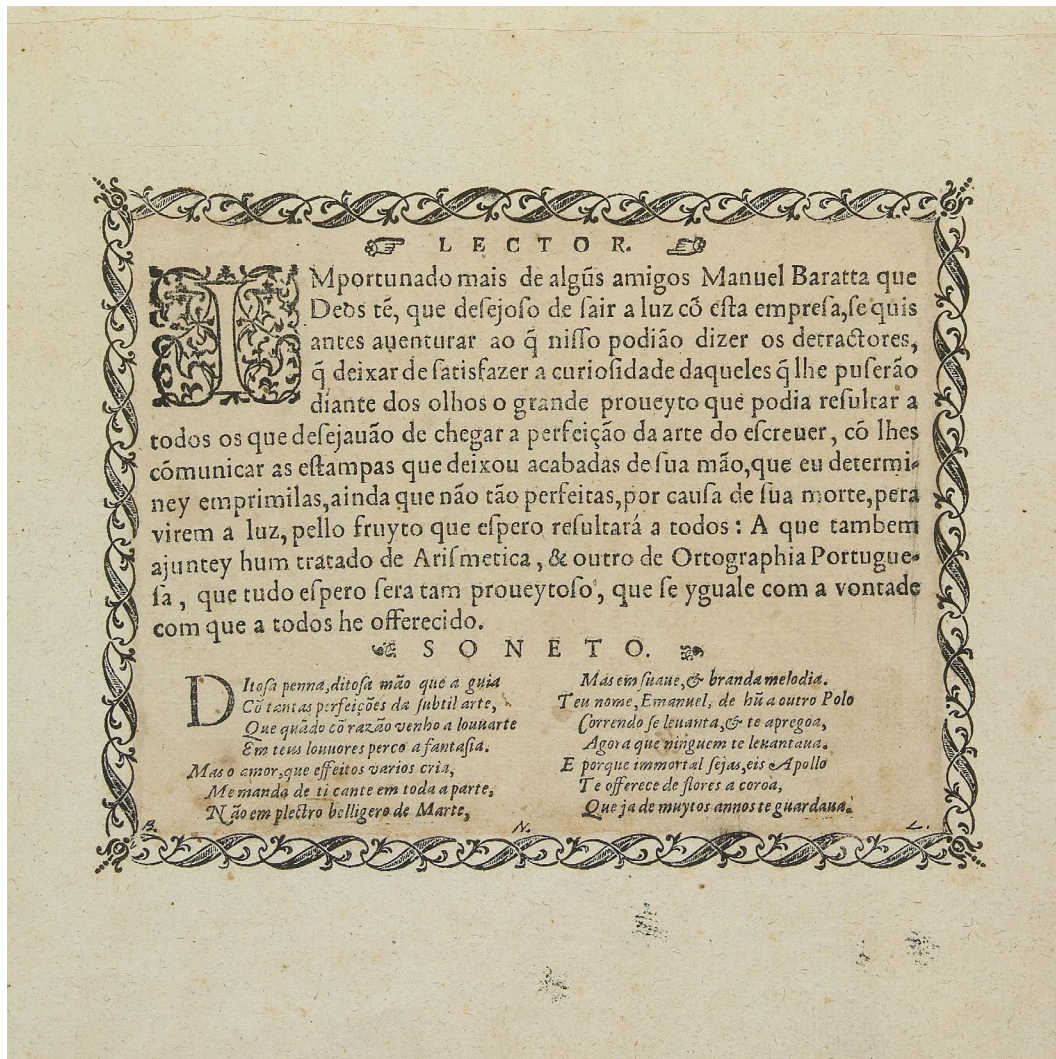 LECTOR.
IMportunado mais de algũs amigos Manuel Baratta que
Deos tẽ, que deſejoſo de ſair a luz cõ eſta empreſa, ſe quis
antes auenturar ao q̃ niſſo podião dizer os detractores,
q̃ deixar de ſatisfazer a curioſidade daqueles q̃ lhe puſerão
diante dos olhos o grande proueyto que podia reſultar a
todos os que deſejauão de chegar a perfeição da arte do eſcreuer, cõ lhes
cõmunicar as eſtampas que deixou acabadas de ſua mão, que eu determi-
ney emprimilas, ainda que não tão perfeitas, por cauſa de ſua morte, pera
virem a luz, pello fruyto que eſpero reſultará a todos: A que tambem
ajuntey hum tratado de Ariſmetica, & outro de Ortographia Portugue-
ſa, que tudo eſpero ſera tam proueytoſo, que ſe yguale com a vontade
com que a todos he offerecido.
SONETO.
DItoſa penna, ditoſa mão que a guia
Cõ tantas perfeições da ſubtil arte,
Que quãdo cõ razão venho a louuarte
Em teus louuores perco a fantaſia.
Mas o amor, que effeitos varios cria,
Me manda de ti cante em toda a parte,
Não em plectro belligero de Marte,
Mas em ſuaue, & branda melodia.
Teu nome, Emanuel, de hũ a outro Polo
Correndo ſe leuanta, & te apregoa,
Agora que ninguem te leuantaua.
E porque immortal ſejas, eis Apollo
Te offerece de flores a coroa,
Que ja de muytos annos te guardaua.
B. N. L.